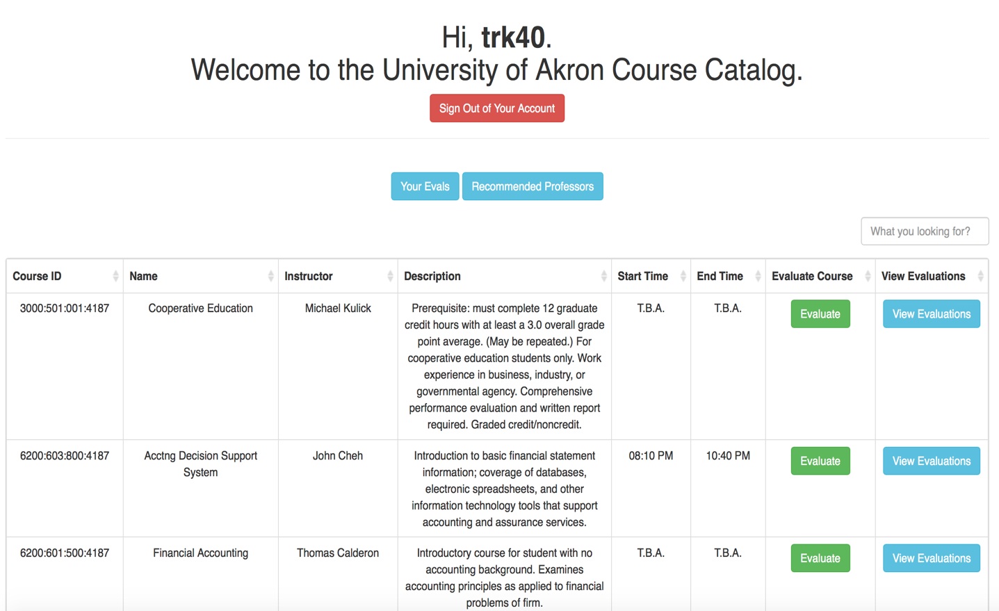 Hi, trk40.
Welcome to the University of Akron Course Catalog.
Sign Out of Your Account
Your Evals Recommended Professors
What you looking for?
Course ID Name Instructor Description Start Time End Time Evaluate Course View Evaluations
3000:501:001:4187 Cooperative Education Michael Kulick Prerequisite: must complete 12 graduate T.B.A. T.B.A. Evaluate View Evaluations
credit hours with at least a 3.0 overall grade
point average. (May be repeated.) For
cooperative education students only. Work
experience in business, industry, or
governmental agency. Comprehensive
performance evaluation and written report
required. Graded credit/noncredit.
6200:603:800:4187 Acctng Decision Support John Cheh Introduction to basic financial statement 08:10 PM 10:40 PM Evaluate View Evaluations
System information; coverage of databases,
electronic spreadsheets, and other
information technology tools that support
accounting and assurance services.
6200:601:500:4187 Financial Accounting Thomas Calderon Introductory course for student with no T.B.A. T.B.A. Evaluate View Evaluations
accounting background. Examines
accounting principles as applied to financial
problems of firm.